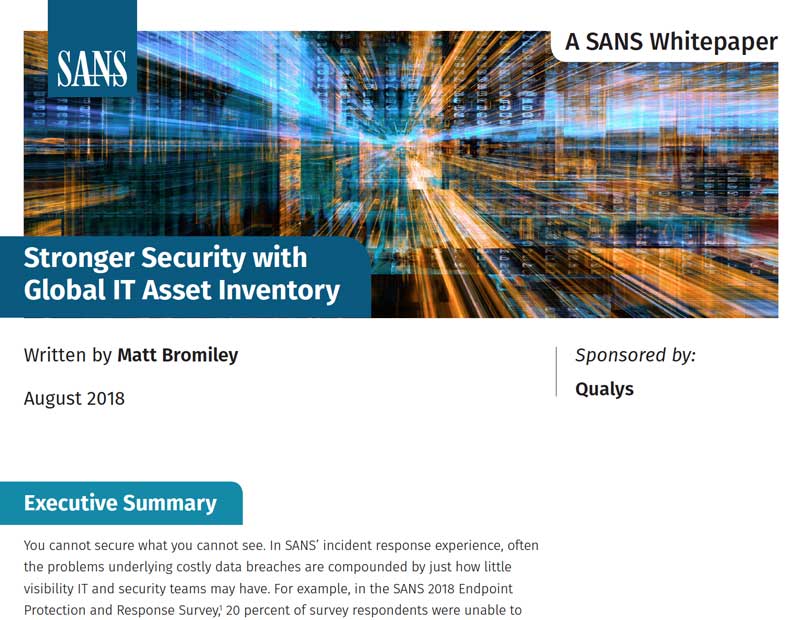 SANS
A SANS Whitepaper
Stronger Security with
Global IT Asset Inventory
Written by Matt Bromiley
August 2018
Sponsored by:
Qualys
Executive Summary
You cannot secure what you cannot see. In SANS’ incident response experience, often
the problems underlying costly data breaches are compounded by just how little
visibility IT and security teams may have. For example, in the SANS 2018 Endpoint
Protection and Response Survey,¹ 20 percent of survey respondents were unable to